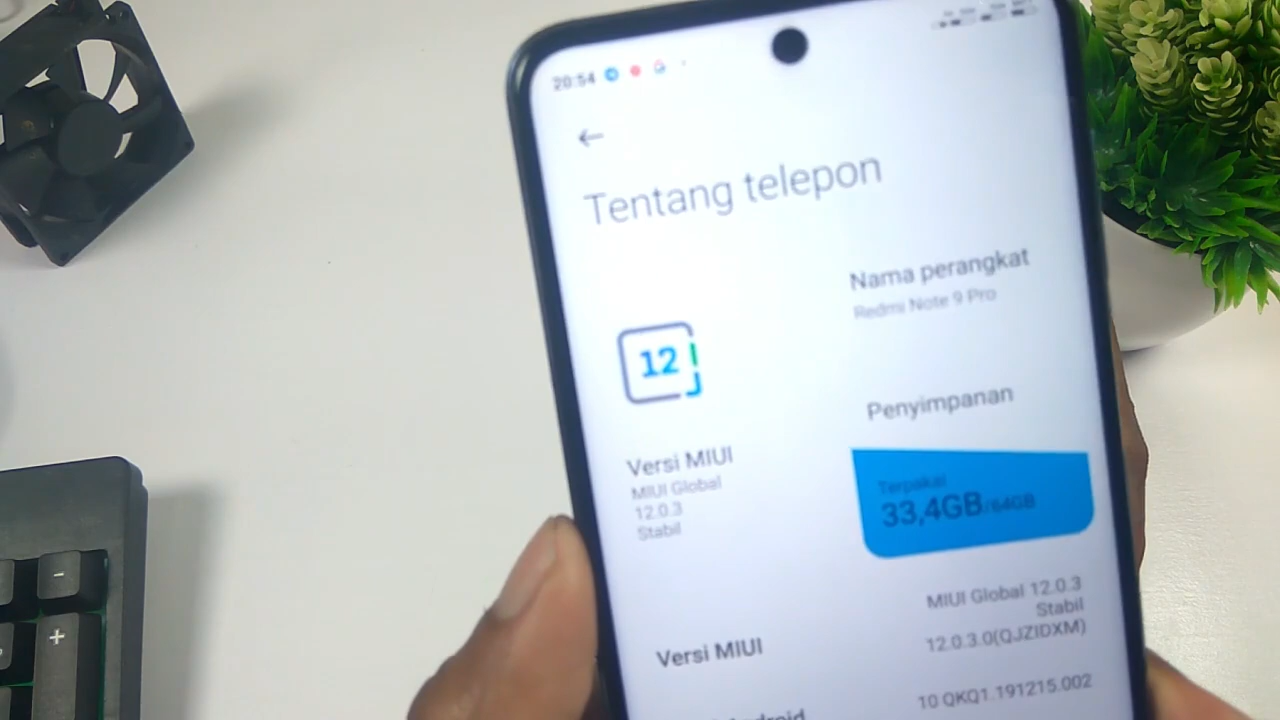 20:54
Tentang telepon
Nama perangkat
Redmi Note 9 Pro
12
Penyimpanan
Versi MIUI
MIUI Global
12.0.3
Stabil
Terpakai
33,4GB/64GB
Versi MIUI
MIUI Global 12.0.3
Stabil
12.0.3.0(QJZIDXM)
10 QKQ1.191215.002
-
+